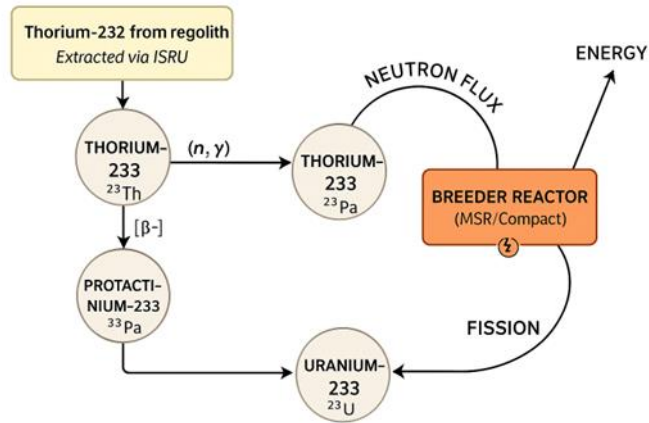 Thorium-232 from regolith
Extracted via ISRU
THORIUM-
233
²³Th
(n, γ)
THORIUM-
233
²³Pa
NEUTRON FLUX
ENERGY
BREEDER REACTOR
(MSR/Compact)
[β-]
PROTACTI-
NIUM-233
³³Pa
FISSION
URANIUM-
233
²³U